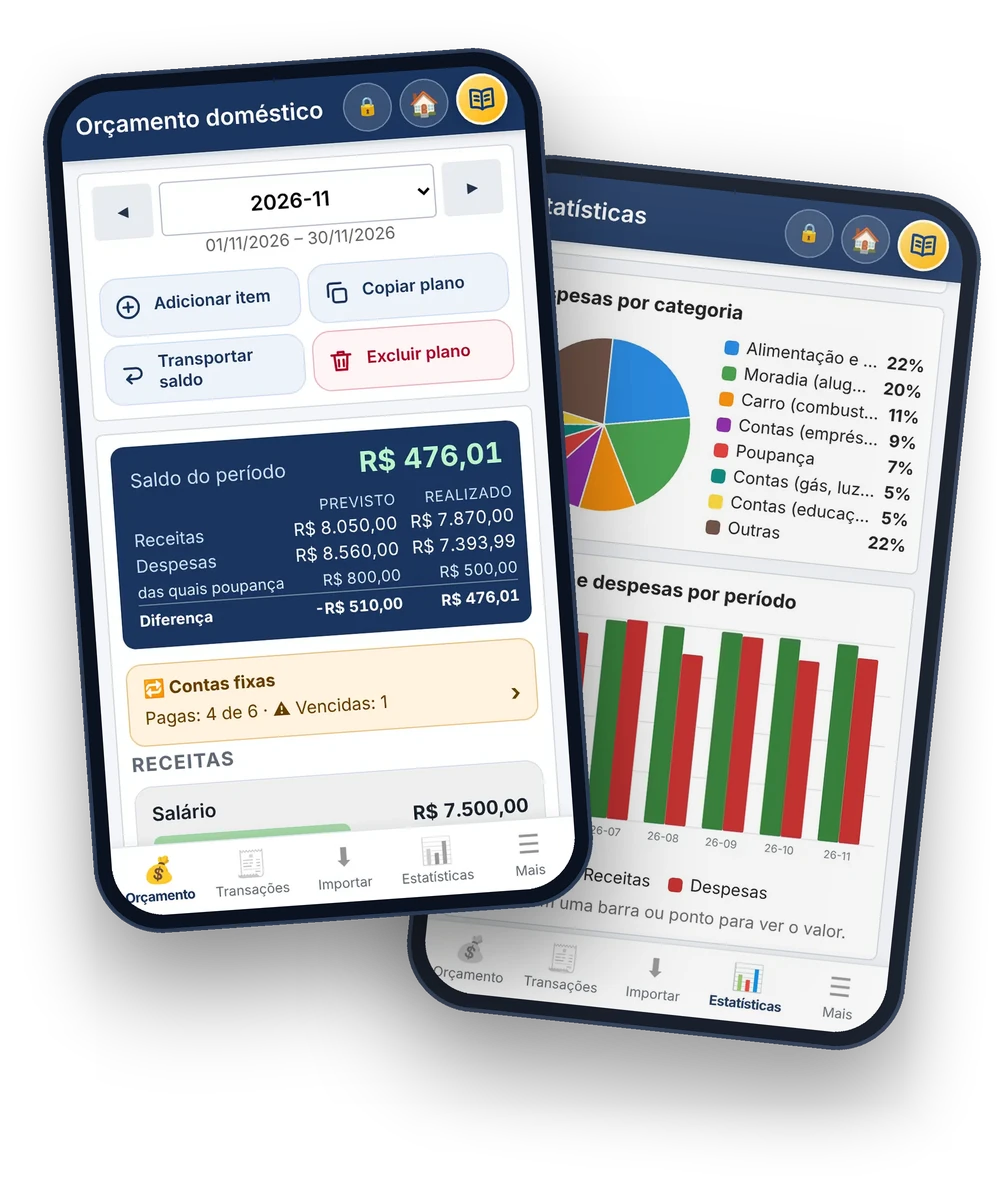 Orçamento doméstico
◄
2026-11
►
01/11/2026 – 30/11/2026
Adicionar item
Copiar plano
Transportar
saldo
Excluir plano
Saldo do período
R$ 476,01
PREVISTO
REALIZADO
Receitas
R$ 8.050,00
R$ 7.870,00
Despesas
R$ 8.560,00
R$ 7.393,99
das quais poupança
R$ 800,00
R$ 500,00
Diferença
-R$ 510,00
R$ 476,01
Contas fixas
Pagas: 4 de 6 · ⚠ Vencidas: 1
›
RECEITAS
Salário
R$ 7.500,00
Orçamento
Transações
Importar
Estatísticas
Mais
tatísticas
pesas por categoria
Alimentação e ... 22%
Moradia (alug... 20%
Carro (combust... 11%
Contas (emprés... 9%
Poupança 7%
Contas (gás, luz... 5%
Contas (educaç... 5%
Outras 22%
e despesas por período
26-07
26-08
26-09
26-10
26-11
Receitas
Despesas
uma barra ou ponto para ver o valor.
Orçamento
Transações
Importar
Estatísticas
Mais